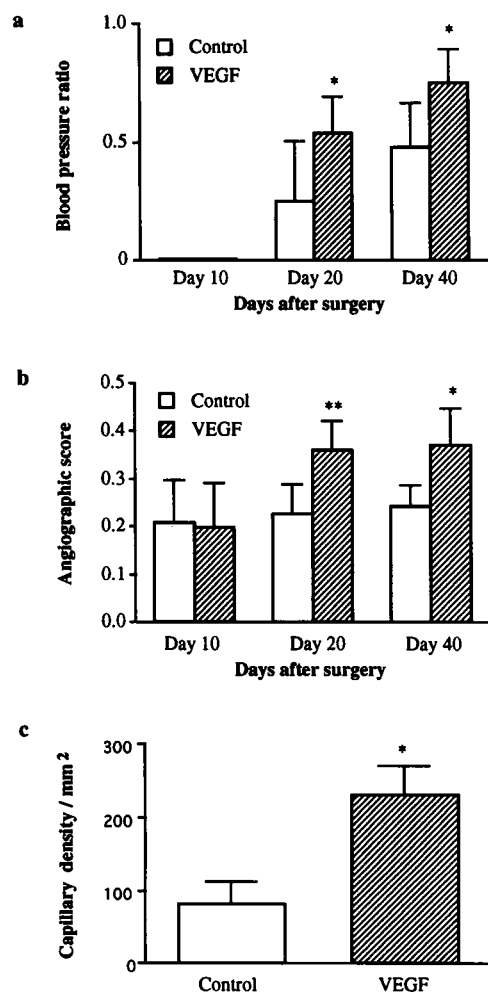 a
Blood pressure ratio
1.0
0.5
0
Control
VEGF
*
*
Day 10 Day 20 Day 40
Days after surgery
b
Angiographic score
0.5
0.4
0.3
0.2
0.1
0.0
Control
VEGF
**
*
Day 10 Day 20 Day 40
Days after surgery
c
Capillary density / mm²
300
200
100
0
*
Control VEGF